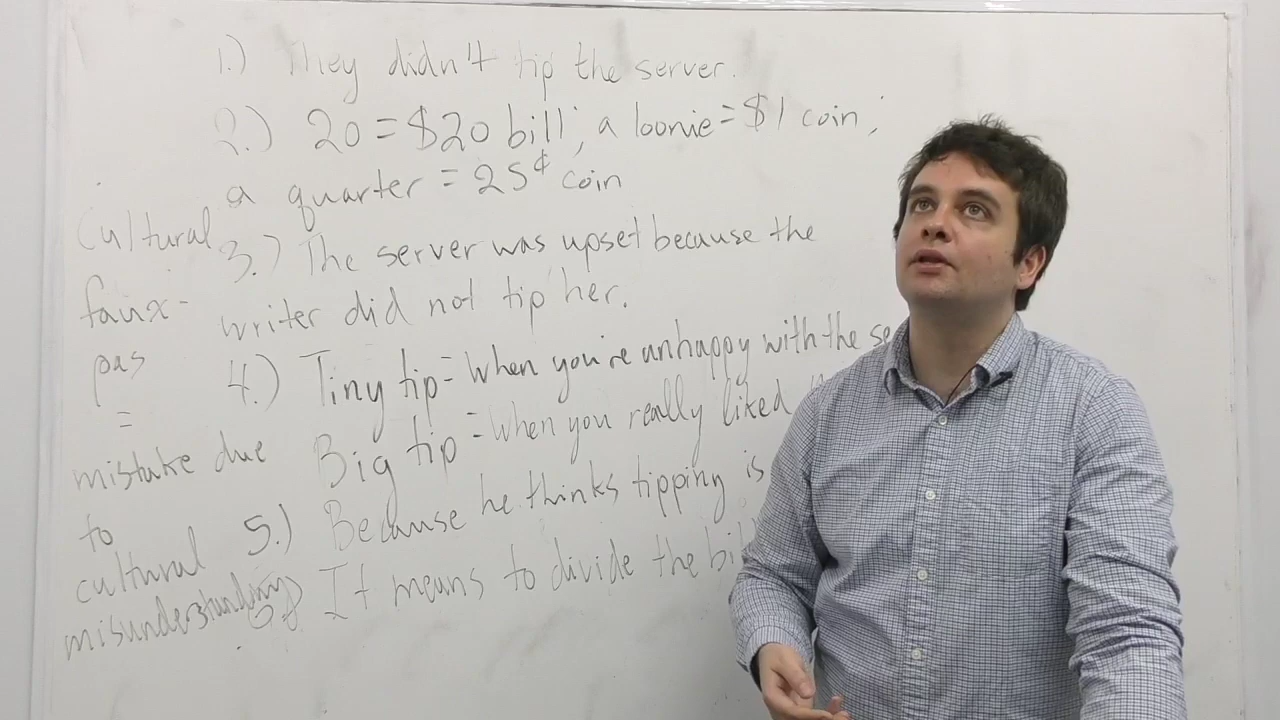 1.) They didn't tip the server.
2.) 20 = $20 bill; a loonie = $1 coin;
a quarter = 25¢ coin
3.) The server was upset because the
writer did not tip her.
4.) Tiny tip = when you're unhappy with the
Big tip = when you really liked
5.) Because he thinks tipping is
6.) It means to divide the
Cultural
faux-
pas
=
mistake due
to
cultural
misunderstanding